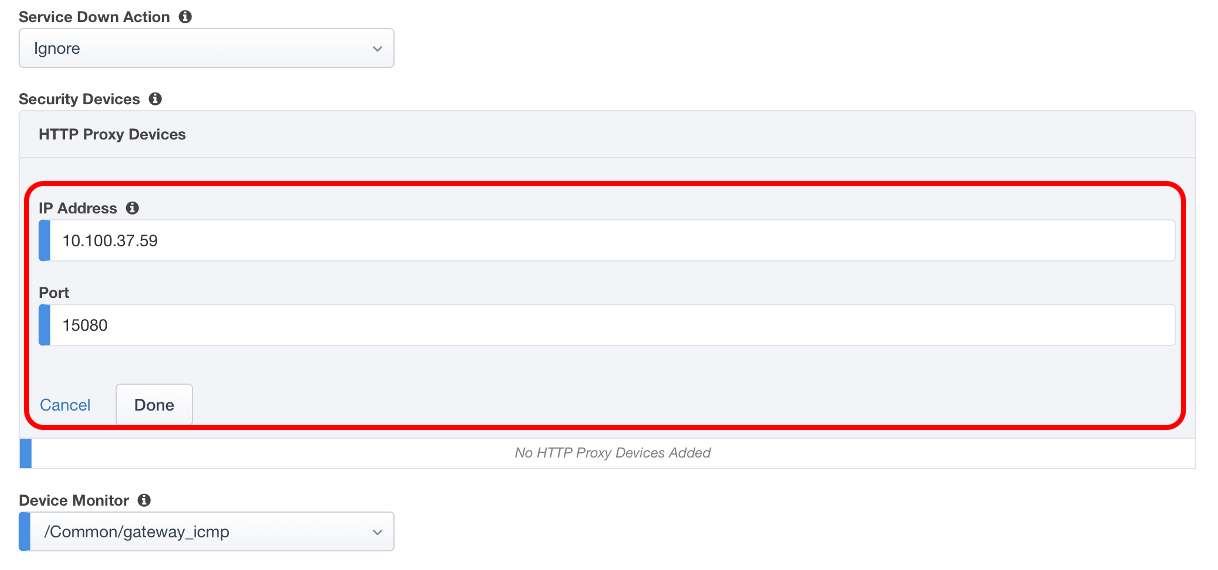 Service Down Action
Ignore
Security Devices
HTTP Proxy Devices
IP Address
10.100.37.59
Port
15080
Cancel Done
No HTTP Proxy Devices Added
Device Monitor
/Common/gateway_icmp